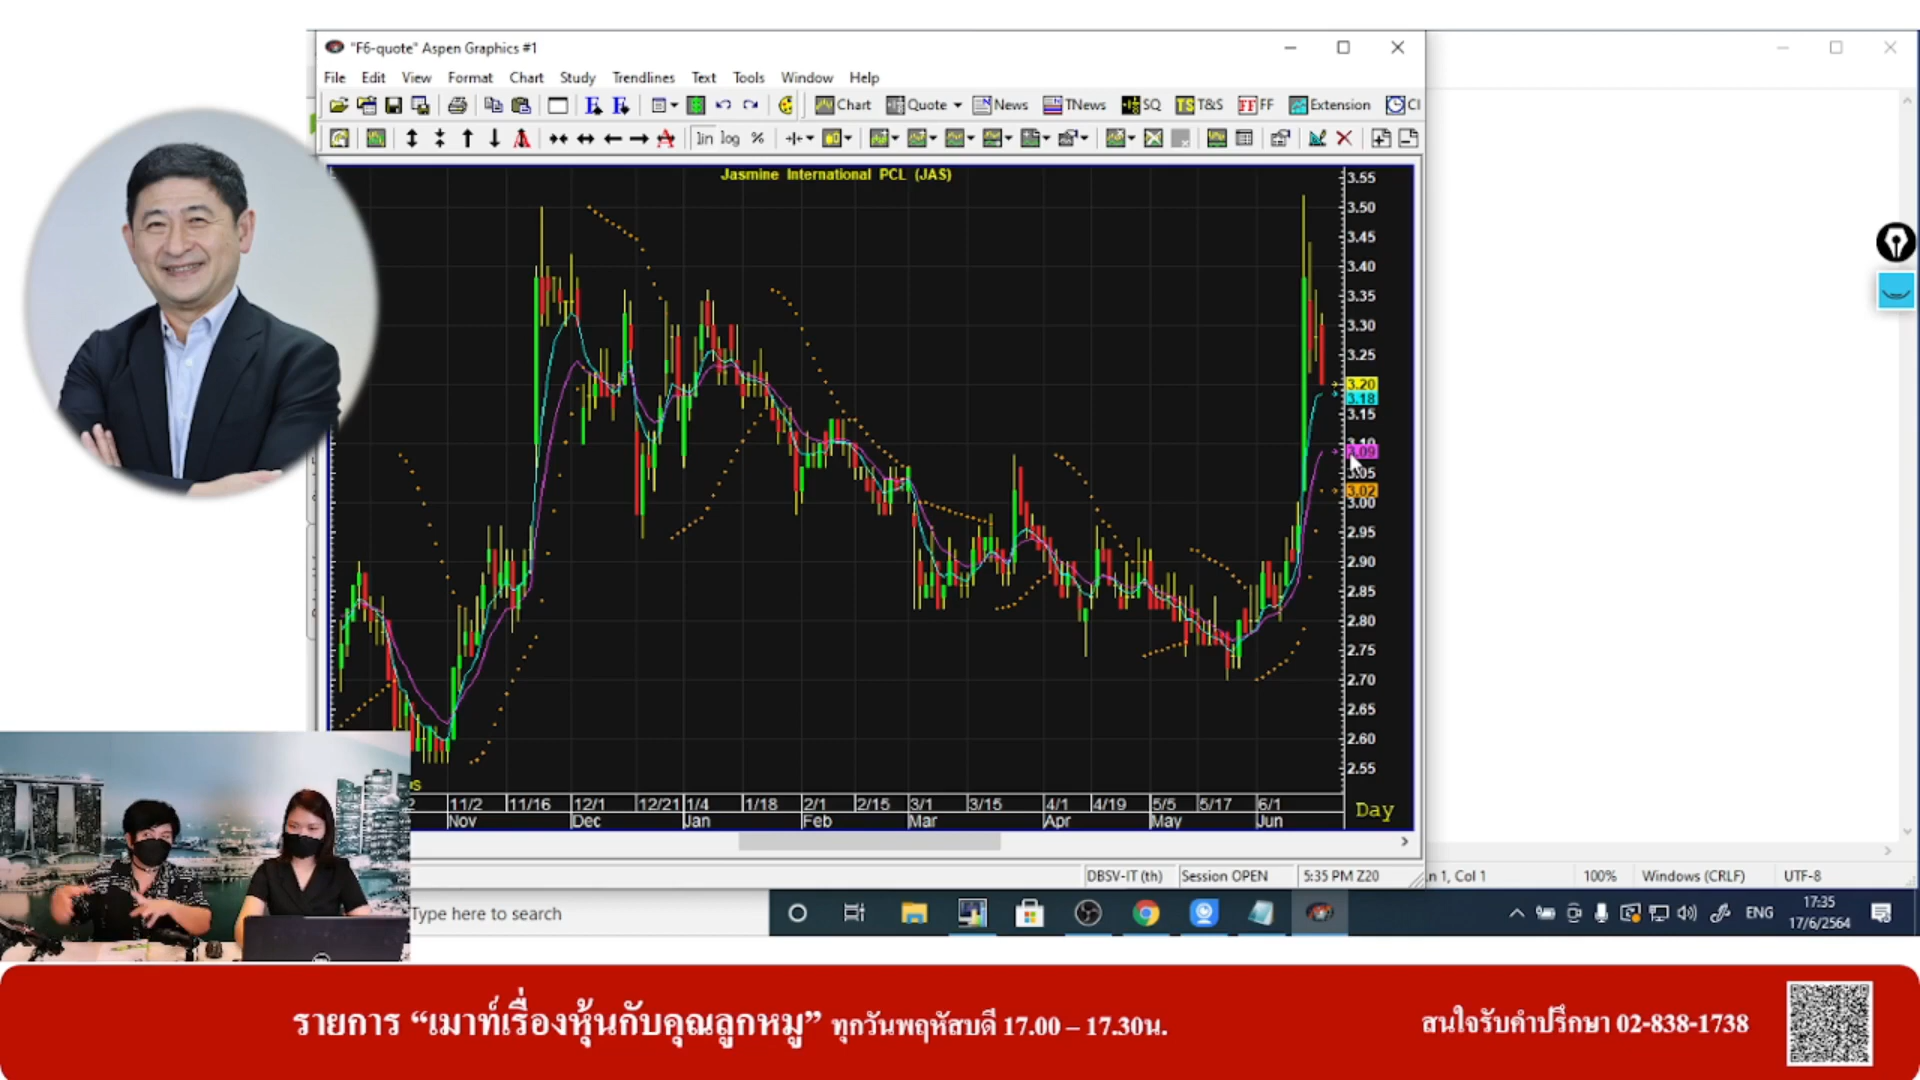 "F6-quote" Aspen Graphics #1
File Edit View Format Chart Study Trendlines Text Tools Window Help
Chart Quote News TNews SQ TS T&S FF FF Extension Cl
lin log %
Jasmine International PCL (JAS)
3.55
3.50
3.45
3.40
3.35
3.30
3.25
3.20
3.18
3.15
3.10
3.09
3.05
3.02
3.00
2.95
2.90
2.85
2.80
2.75
2.70
2.65
2.60
2.55
11/2 11/16 12/1 12/21 1/4 1/18 2/1 2/15 3/1 3/15 4/1 4/19 5/5 5/17 6/1
Nov Dec Jan Feb Mar Apr May Jun
Day
DBSV-IT (th) Session OPEN 5:35 PM Z20
Ln 1, Col 1 100% Windows (CRLF) UTF-8
Type here to search
ENG
17:35
17/6/2564
รายการ “เมาท์เรื่องหุ้นกับคุณลูกหมู” ทุกวันพฤหัสบดี 17.00 – 17.30น.
สนใจรับคำปรึกษา 02-838-1738